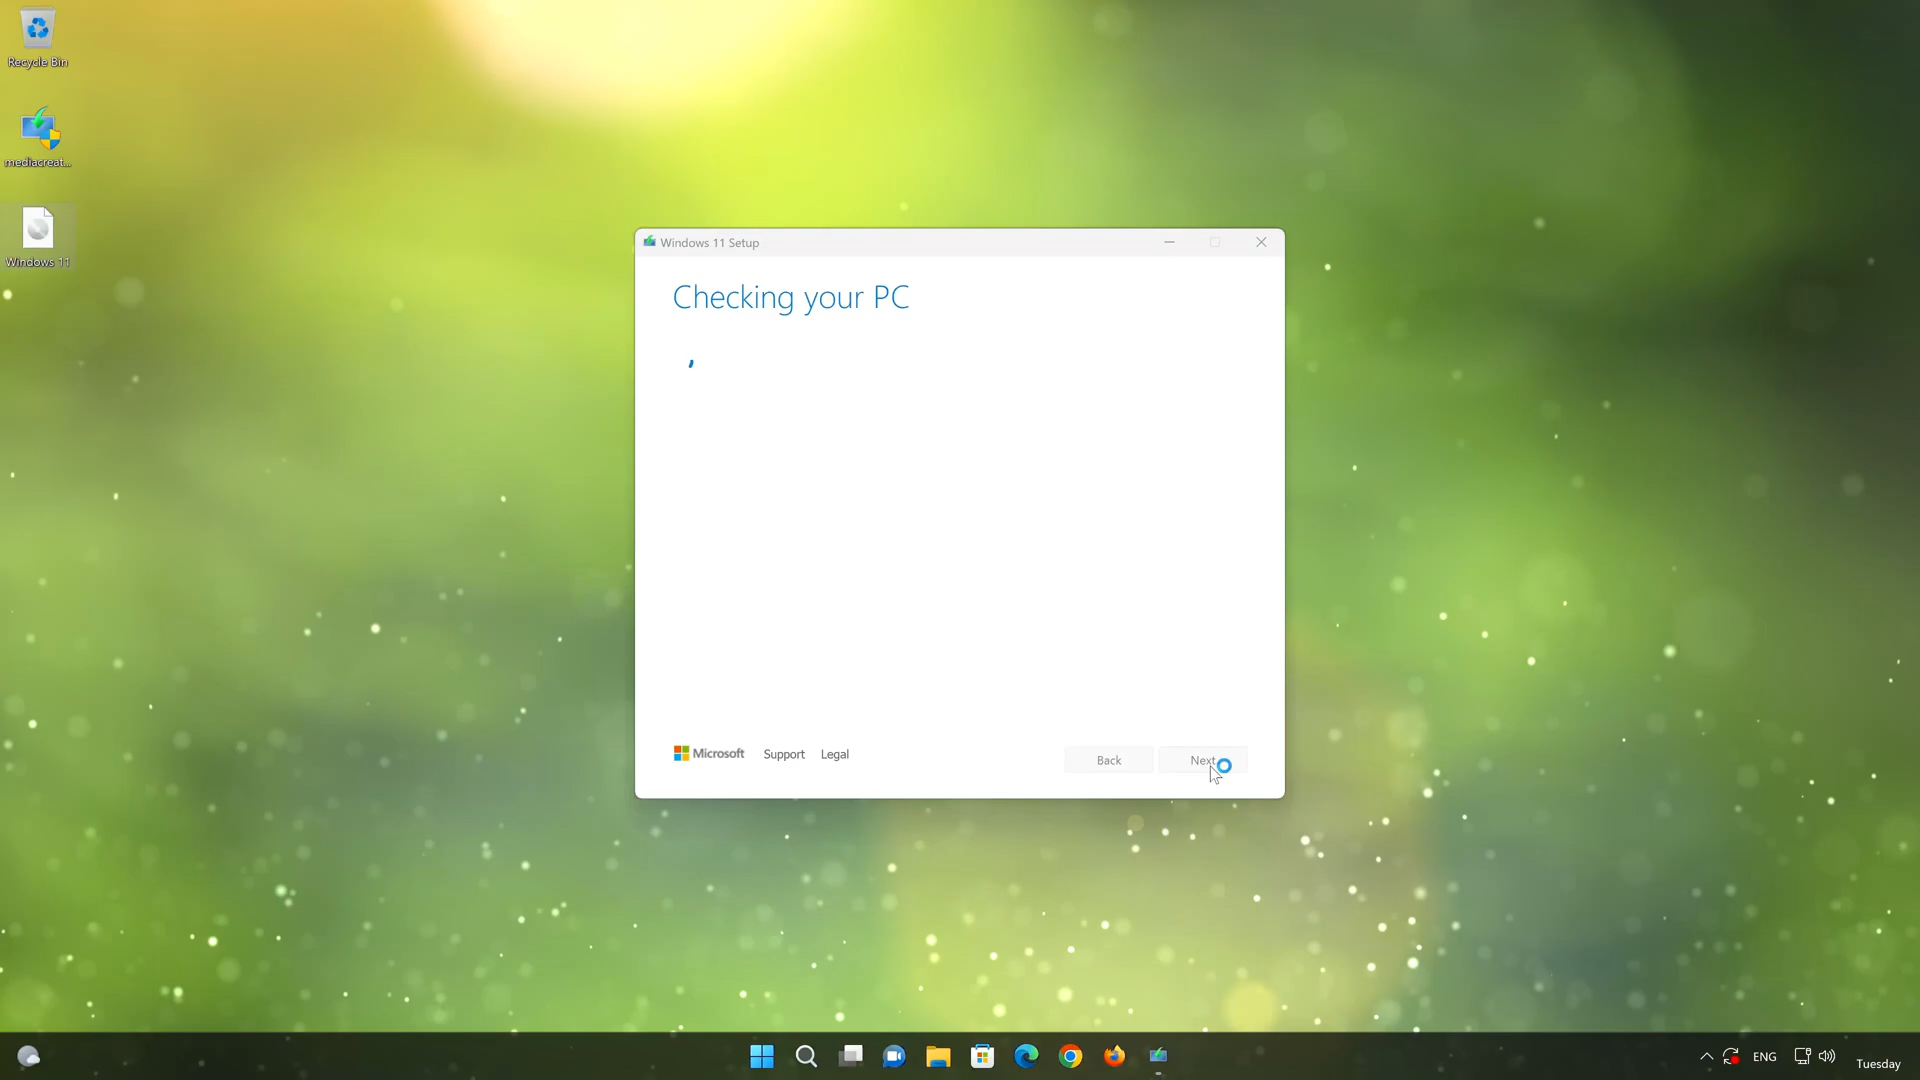 Recycle Bin
mediacreat...
Windows 11
Windows 11 Setup
Checking your PC
Microsoft
Support
Legal
Back
Next
ENG
Tuesday